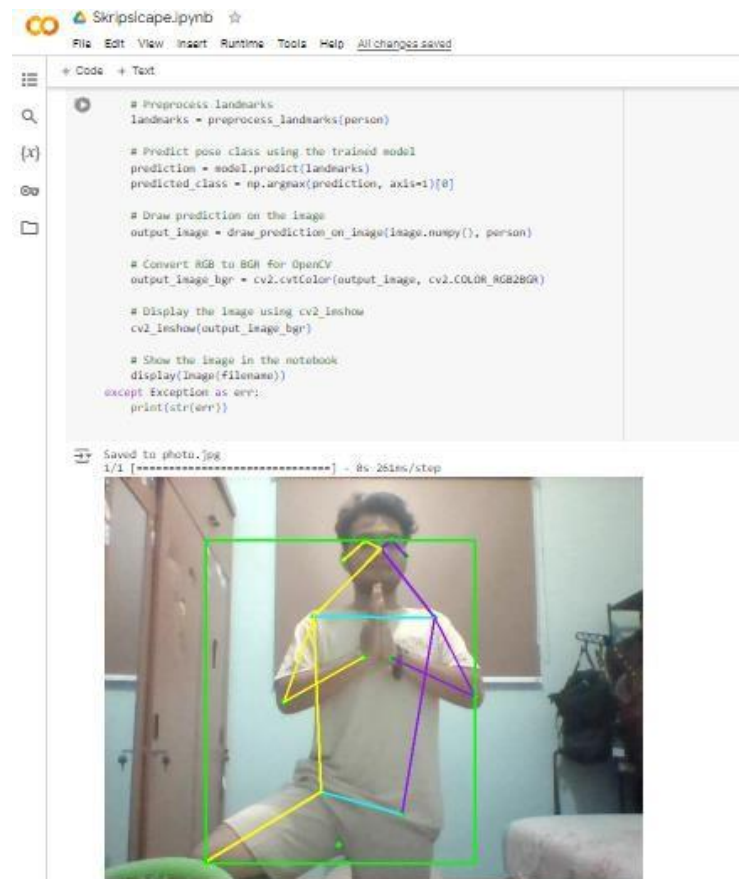 CO Skripsicape.ipynb
File Edit View Insert Runtime Tools Help All changes saved
+ Code + Text
# Preprocess landmarks
landmarks = preprocess_landmarks(person)
# Predict pose class using the trained model
prediction = model.predict(landmarks)
predicted_class = np.argmax(prediction, axis=1)[0]
# Draw prediction on the image
output_image = draw_prediction_on_image(image.numpy(), person)
# Convert RGB to BGR for OpenCV
output_image_bgr = cv2.cvtColor(output_image, cv2.COLOR_RGB2BGR)
# Display the image using cv2_imshow
cv2_imshow(output_image_bgr)
# Show the image in the notebook
display(Image(filename))
except Exception as err:
print(str(err))
{x}
Saved to photo.jpg
1/1 [==============================] - 0s 261ms/step